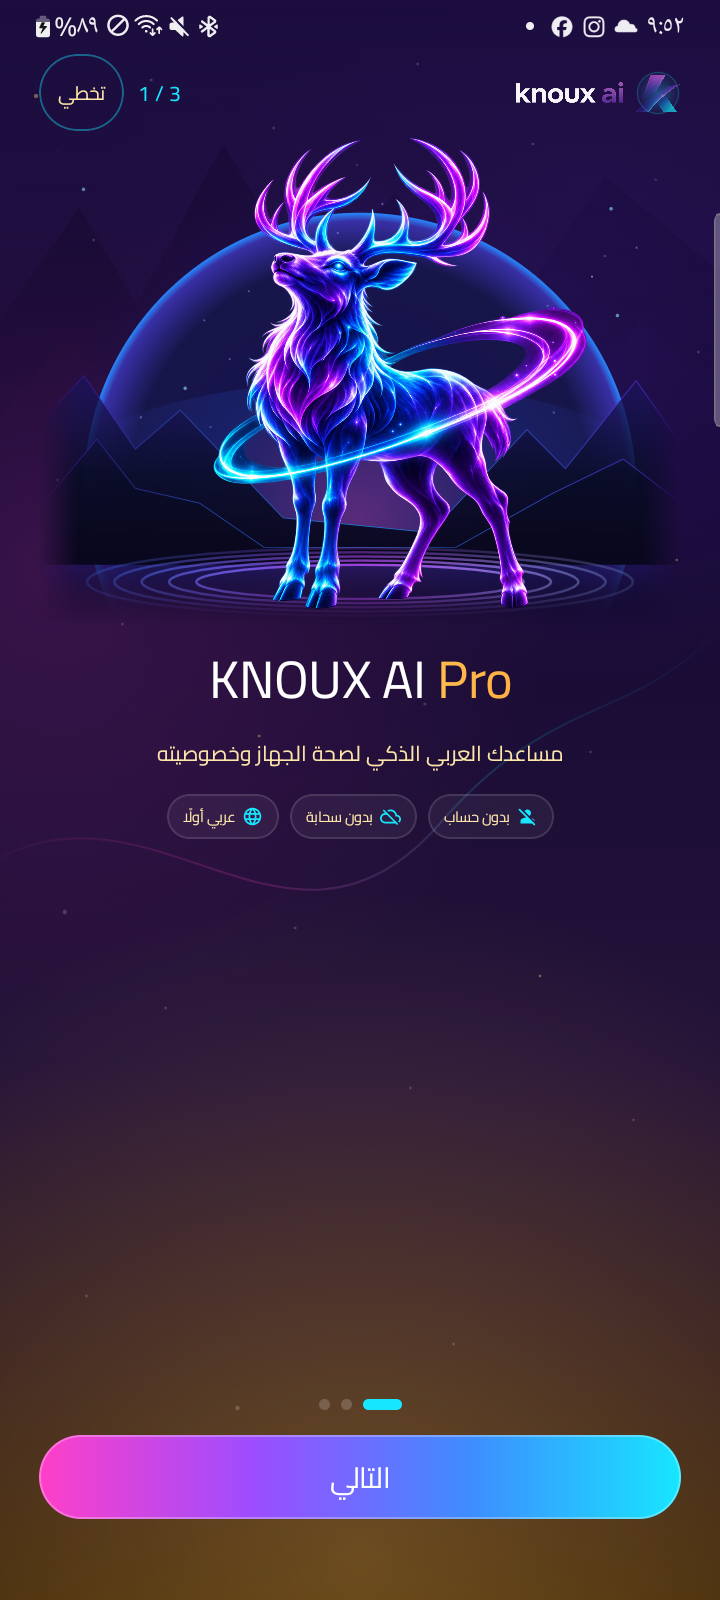 ٩:٥٢ %٨٩
knoux ai
1 / 3
تخطي
KNOUX AI Pro
مساعدك العربي الذكي لصحة الجهاز وخصوصيته
بدون حساب
بدون سحابة
عربي أولًا
التالي